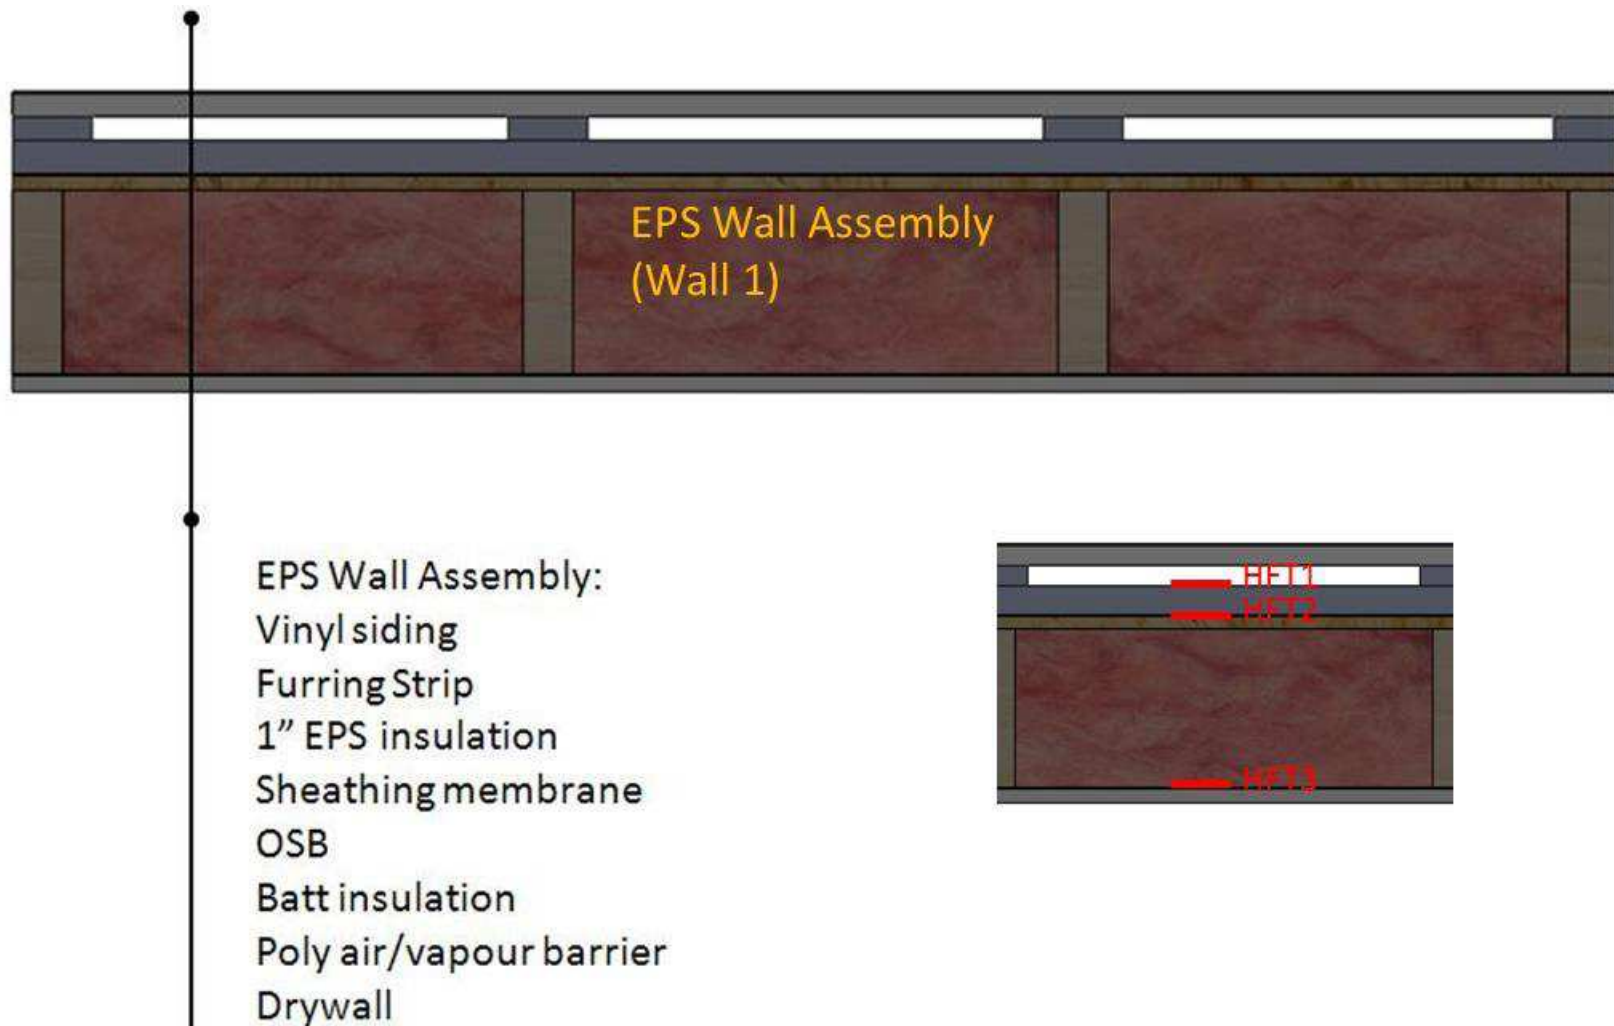 EPS Wall Assembly
(Wall 1)
EPS Wall Assembly:
Vinyl siding
Furring Strip
1” EPS insulation
Sheathing membrane
OSB
Batt insulation
Poly air/vapour barrier
Drywall
HFT1
HFT2
HFT3